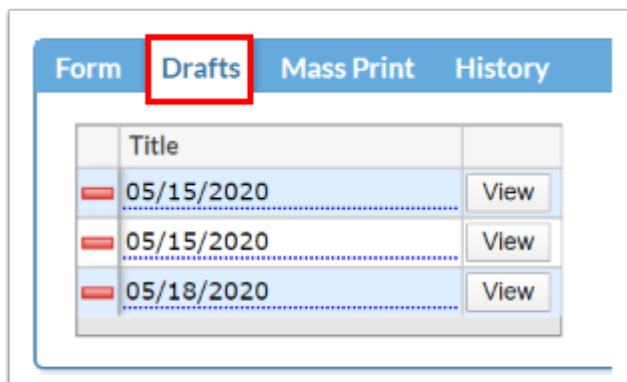 Form Drafts Mass Print History
Title
05/15/2020 View
05/15/2020 View
05/18/2020 View